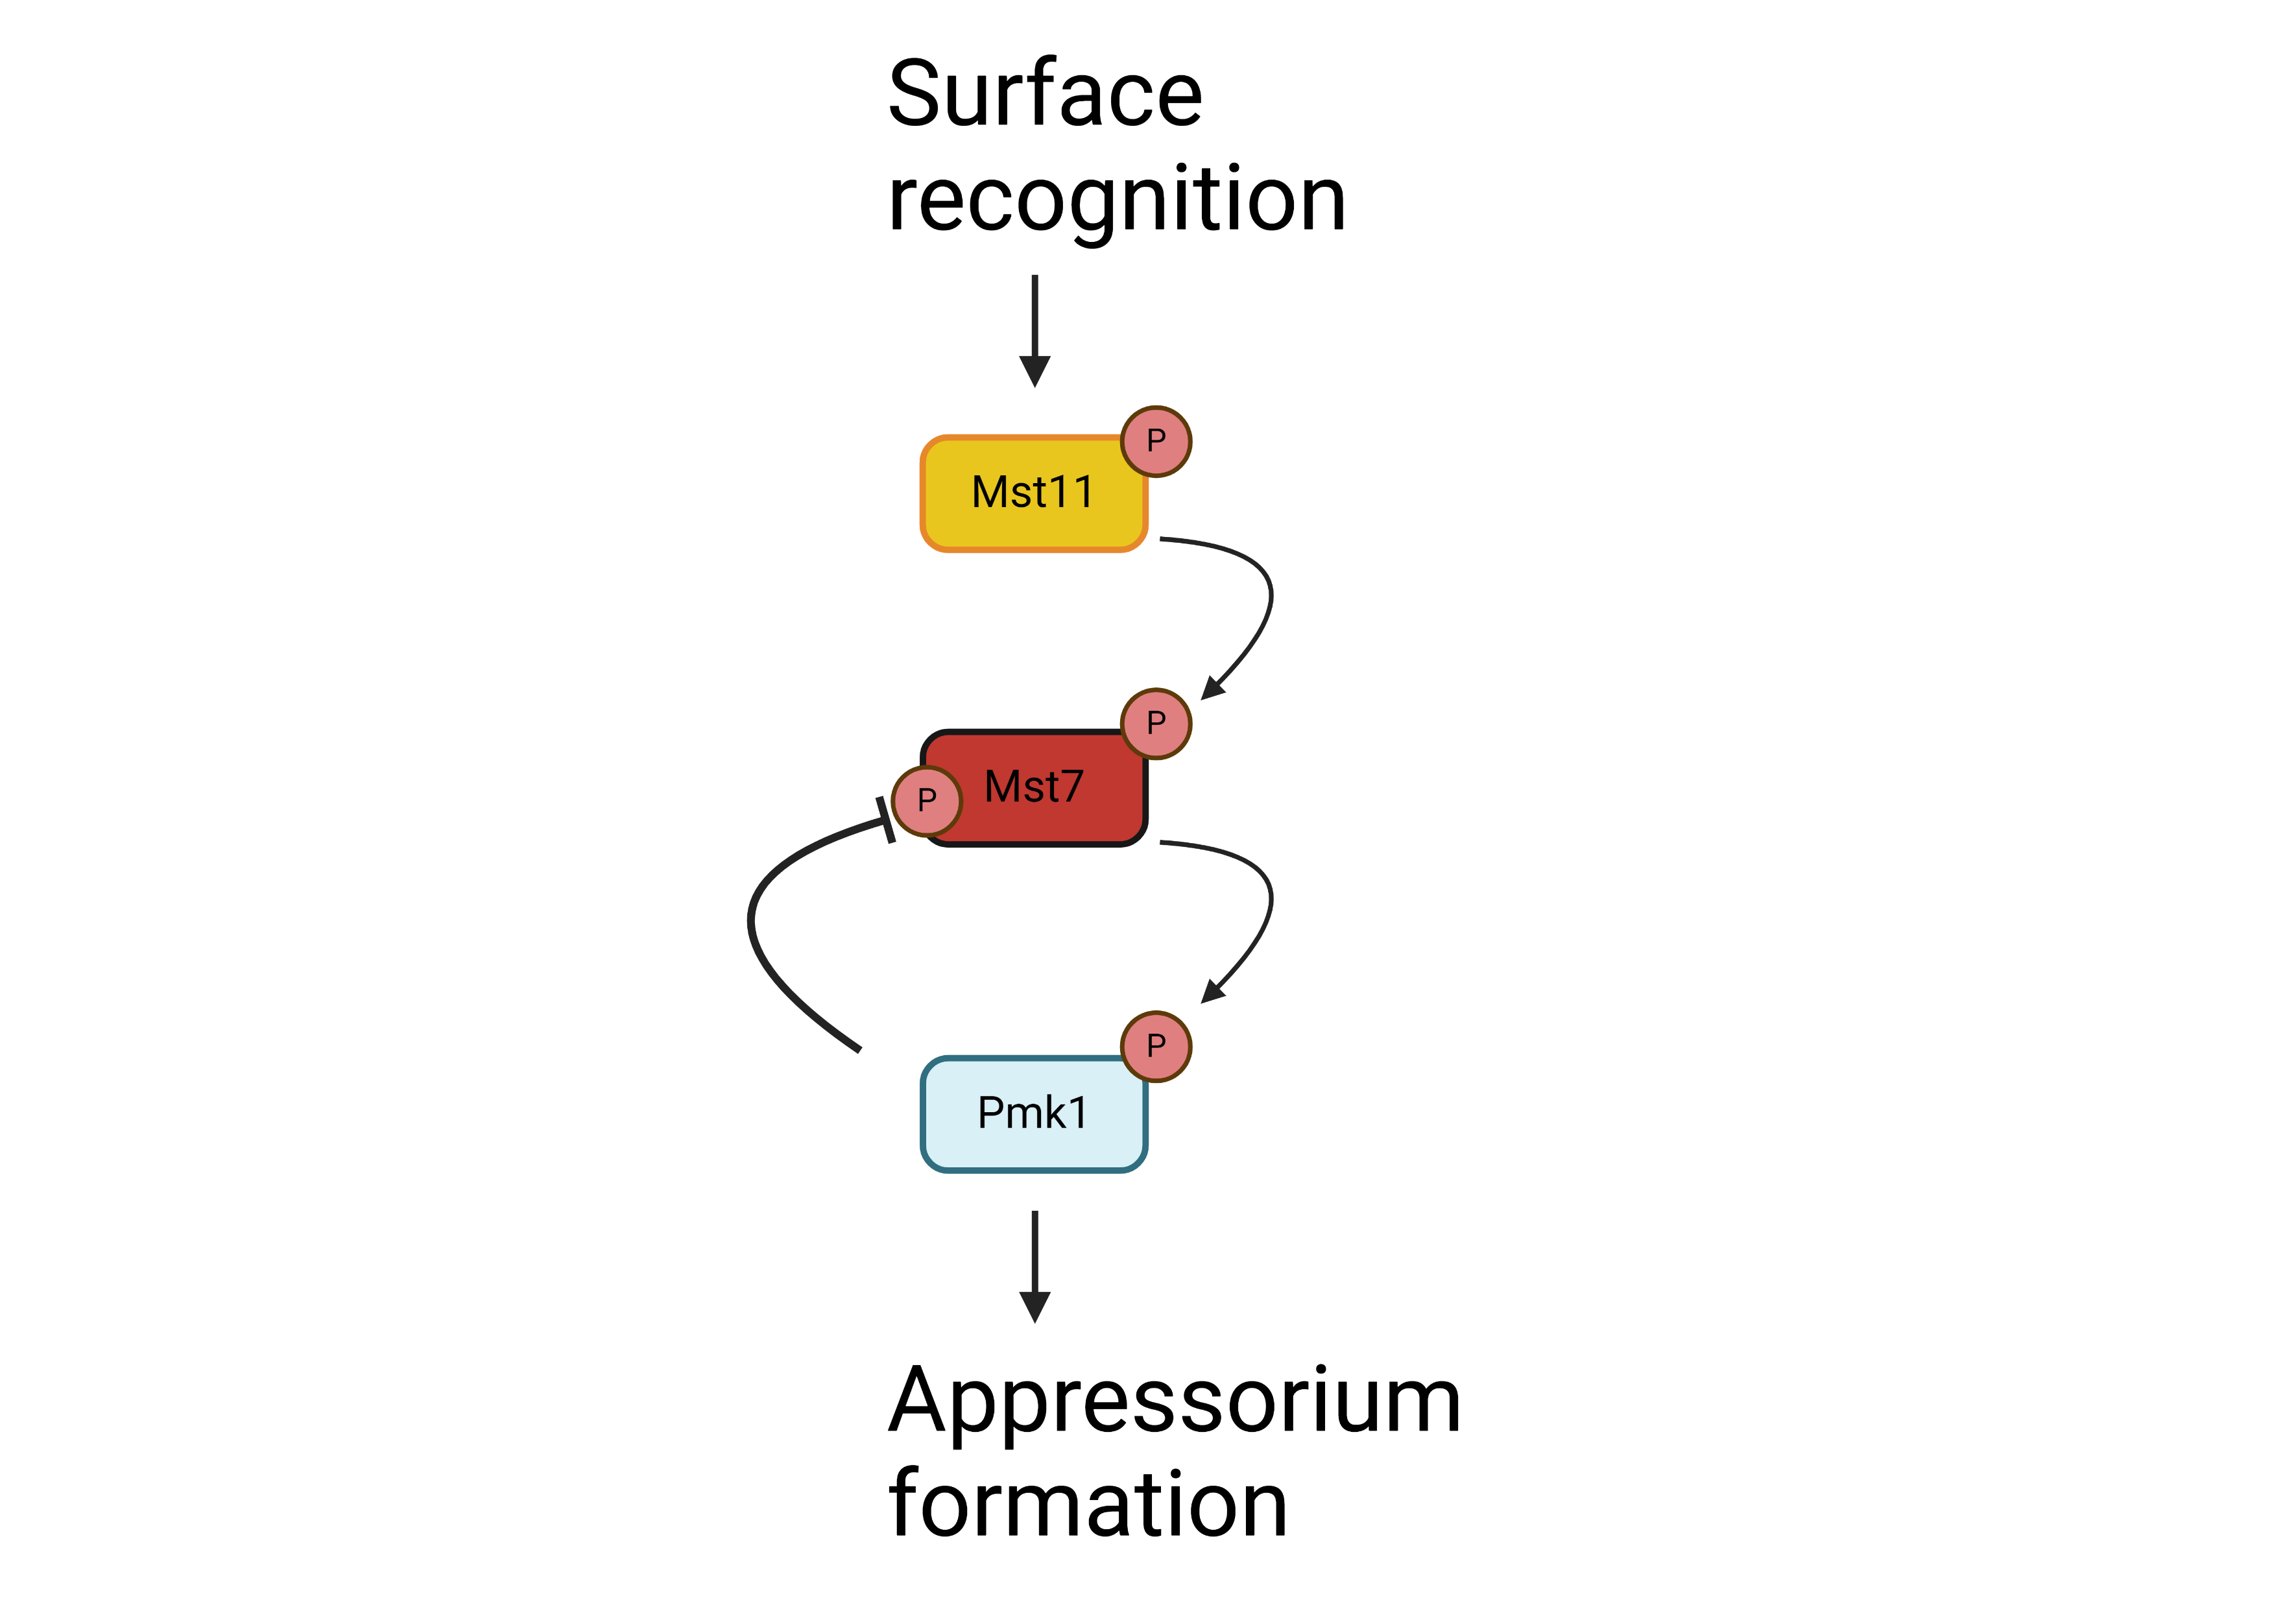 Surface
recognition
P
Mst11
P
Mst7
P
P
Pmk1
Appressorium
formation